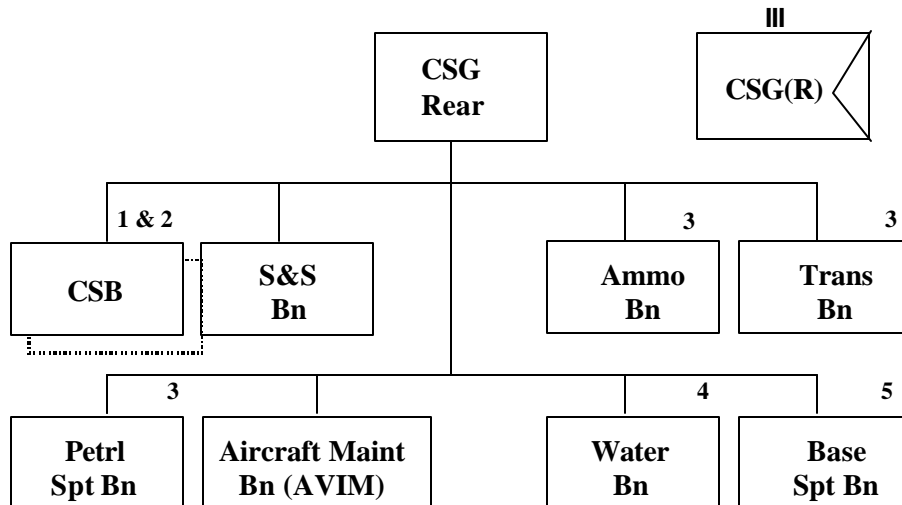 III
CSG
Rear
CSG(R)
1 & 2
3
3
CSB
S&S
Bn
Ammo
Bn
Trans
Bn
3
4
5
Petrl
Spt Bn
Aircraft Maint
Bn (AVIM)
Water
Bn
Base
Spt Bn